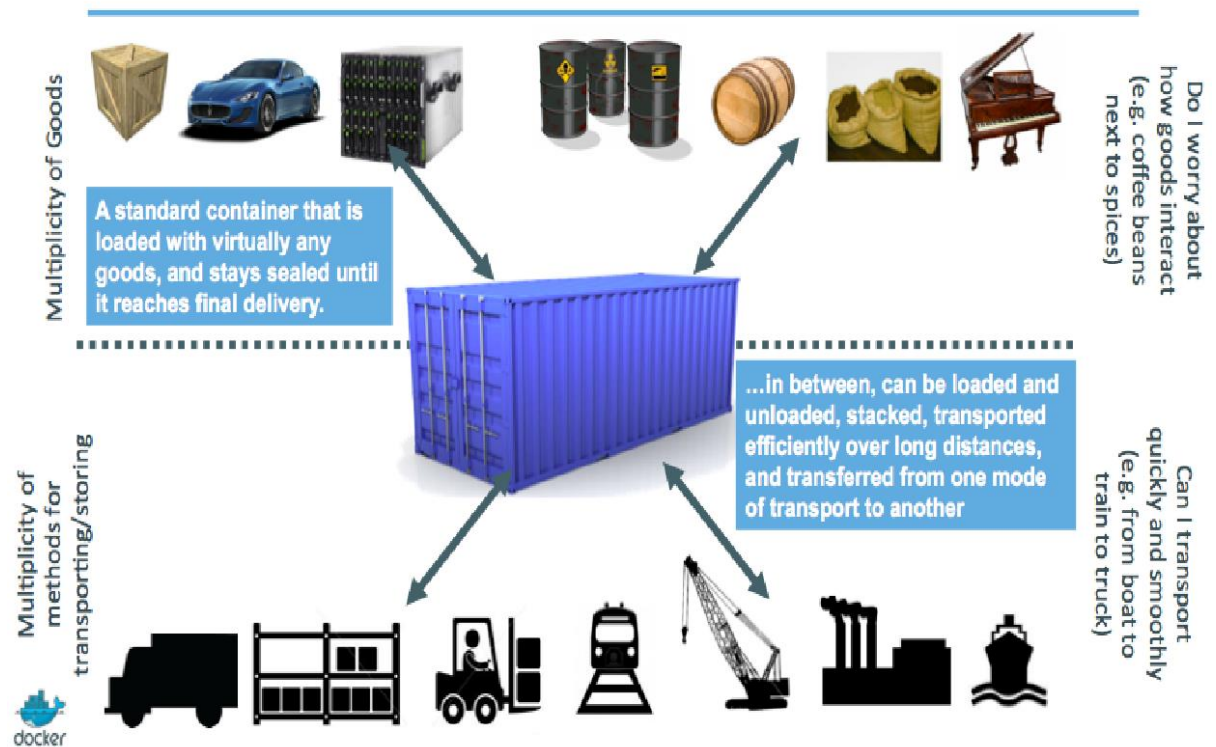 Multiplicity of Goods
Do I worry about
how goods interact
(e.g. coffee beans
next to spices)
A standard container that is
loaded with virtually any
goods, and stays sealed until
it reaches final delivery.
...in between, can be loaded and
unloaded, stacked, transported
efficiently over long distances,
and transferred from one mode
of transport to another
Multiplicity of
methods for
transporting/storing
Can I transport
quickly and smoothly
(e.g. from boat to
train to truck)
docker